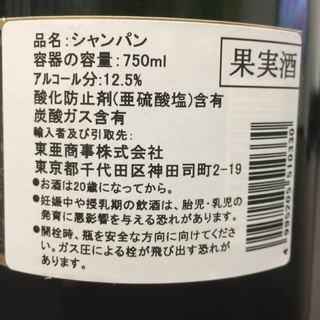 品名:シャンパン
容器の容量:750ml
アルコール分:12.5%
果実酒
酸化防止剤(亜硫酸塩)含有
炭酸ガス含有
輸入者及び引取先:
東亜商事株式会社
東京都千代田区神田司町2-19
●お酒は20歳になってから。
●妊娠中や授乳期の飲酒は、胎児・乳児の
発育に悪影響を与える恐れがあります。
●開栓時、瓶を安全な方向に向けてください。
ガス圧による栓が飛び出す恐れが
あります。
4995205510330